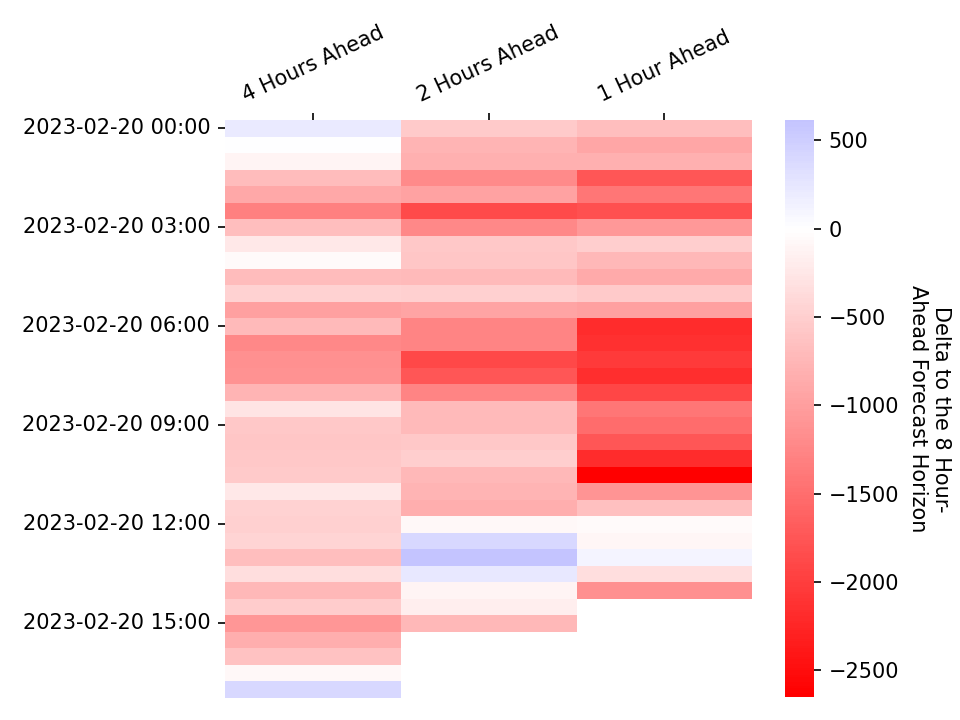 4 Hours Ahead
2 Hours Ahead
1 Hour Ahead
2023-02-20 00:00
2023-02-20 03:00
2023-02-20 06:00
2023-02-20 09:00
2023-02-20 12:00
2023-02-20 15:00
500
0
−500
−1000
−1500
−2000
−2500
Delta to the 8 Hour-
Ahead Forecast Horizon